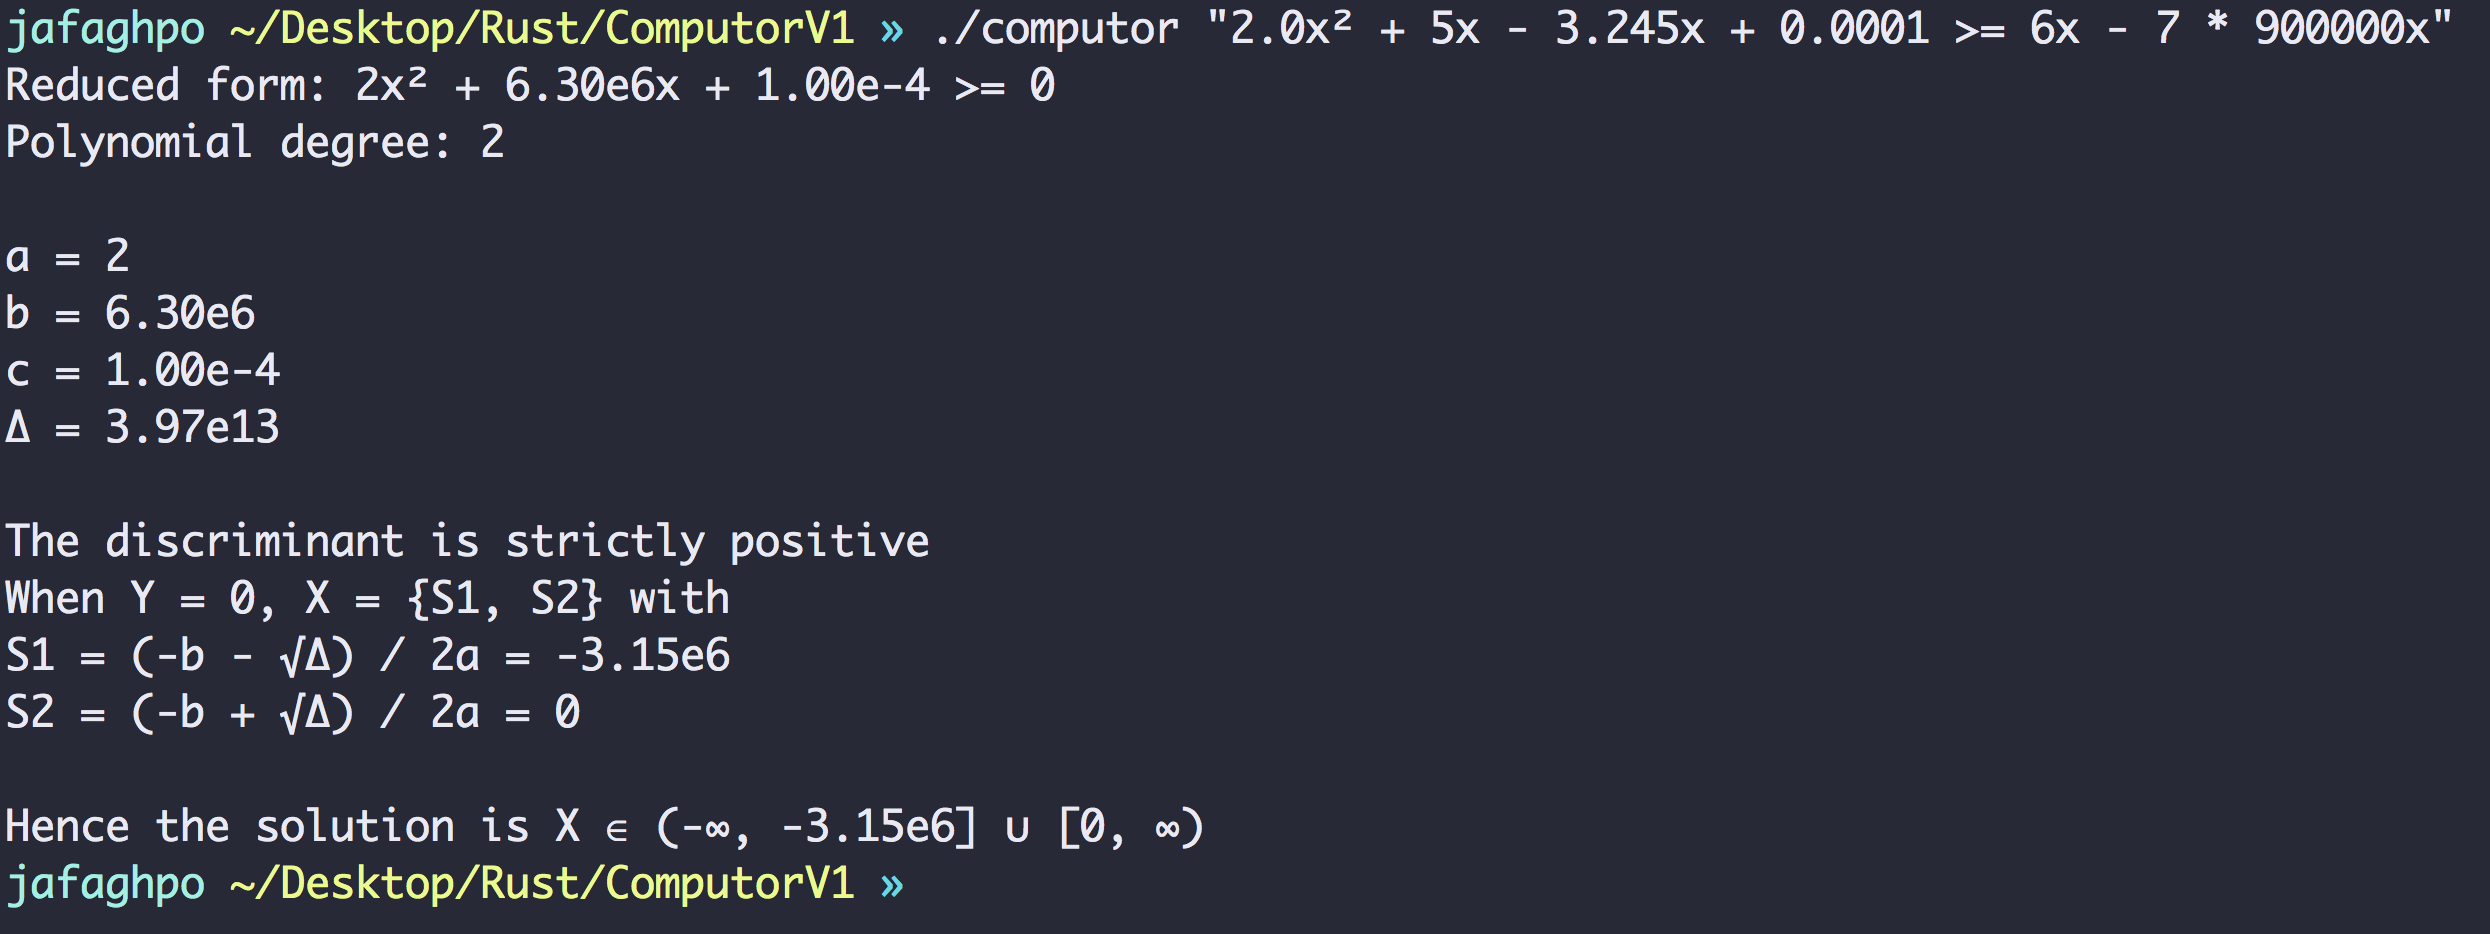 jafaghpo ~/Desktop/Rust/ComputorV1 » ./computor "2.0x² + 5x - 3.245x + 0.0001 >= 6x - 7 * 900000x"
Reduced form: 2x² + 6.30e6x + 1.00e-4 >= 0
Polynomial degree: 2
a = 2
b = 6.30e6
c = 1.00e-4
Δ = 3.97e13
The discriminant is strictly positive
When Y = 0, X = {S1, S2} with
S1 = (-b - √Δ) / 2a = -3.15e6
S2 = (-b + √Δ) / 2a = 0
Hence the solution is X ∈ (-∞, -3.15e6] ∪ [0, ∞)
jafaghpo ~/Desktop/Rust/ComputorV1 »